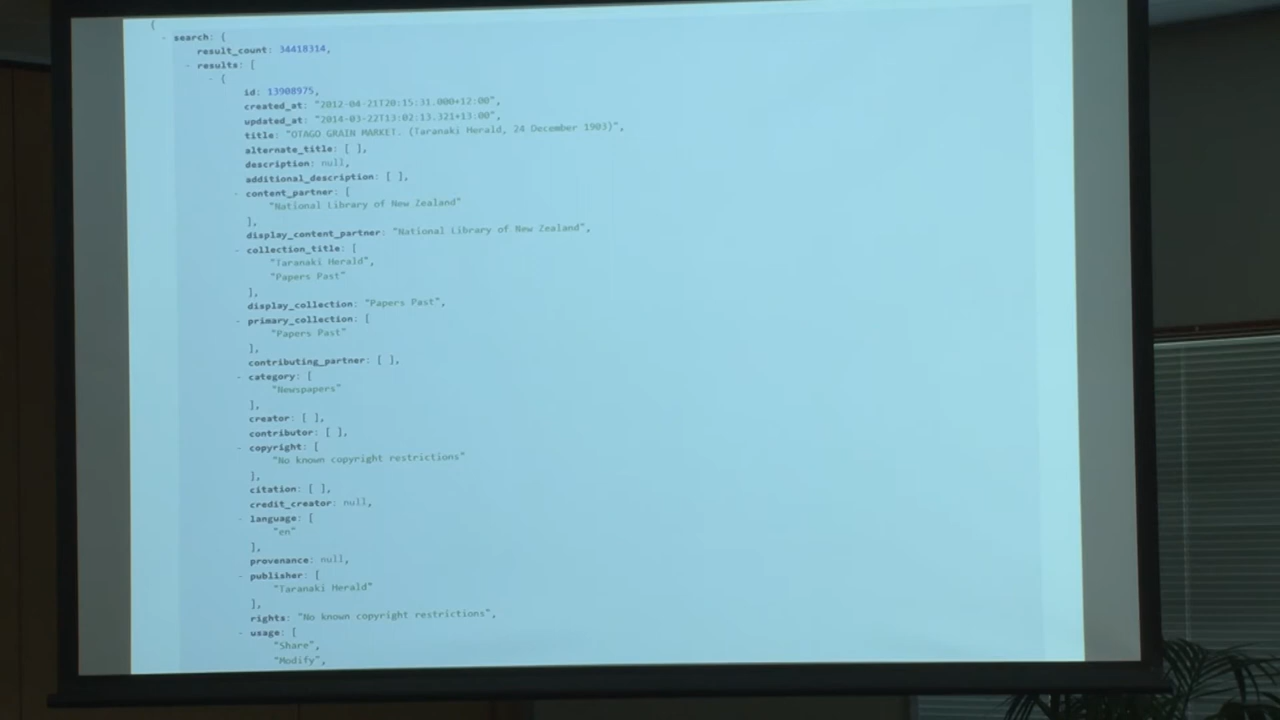 {
- search: {
result_count: 34418314,
- results: [
- {
id: 13908975,
created_at: "2012-04-21T20:15:31.000+12:00",
updated_at: "2014-03-22T13:02:13.321+13:00",
title: "OTAGO GRAIN MARKET. (Taranaki Herald, 24 December 1903)",
alternate_title: [ ],
description: null,
additional_description: [ ],
- content_partner: [
"National Library of New Zealand"
],
display_content_partner: "National Library of New Zealand",
- collection_title: [
"Taranaki Herald",
"Papers Past"
],
display_collection: "Papers Past",
- primary_collection: [
"Papers Past"
],
contributing_partner: [ ],
- category: [
"Newspapers"
],
creator: [ ],
contributor: [ ],
- copyright: [
"No known copyright restrictions"
],
citation: [ ],
credit_creator: null,
- language: [
"en"
],
provenance: null,
- publisher: [
"Taranaki Herald"
],
rights: "No known copyright restrictions",
- usage: [
"Share",
"Modify",